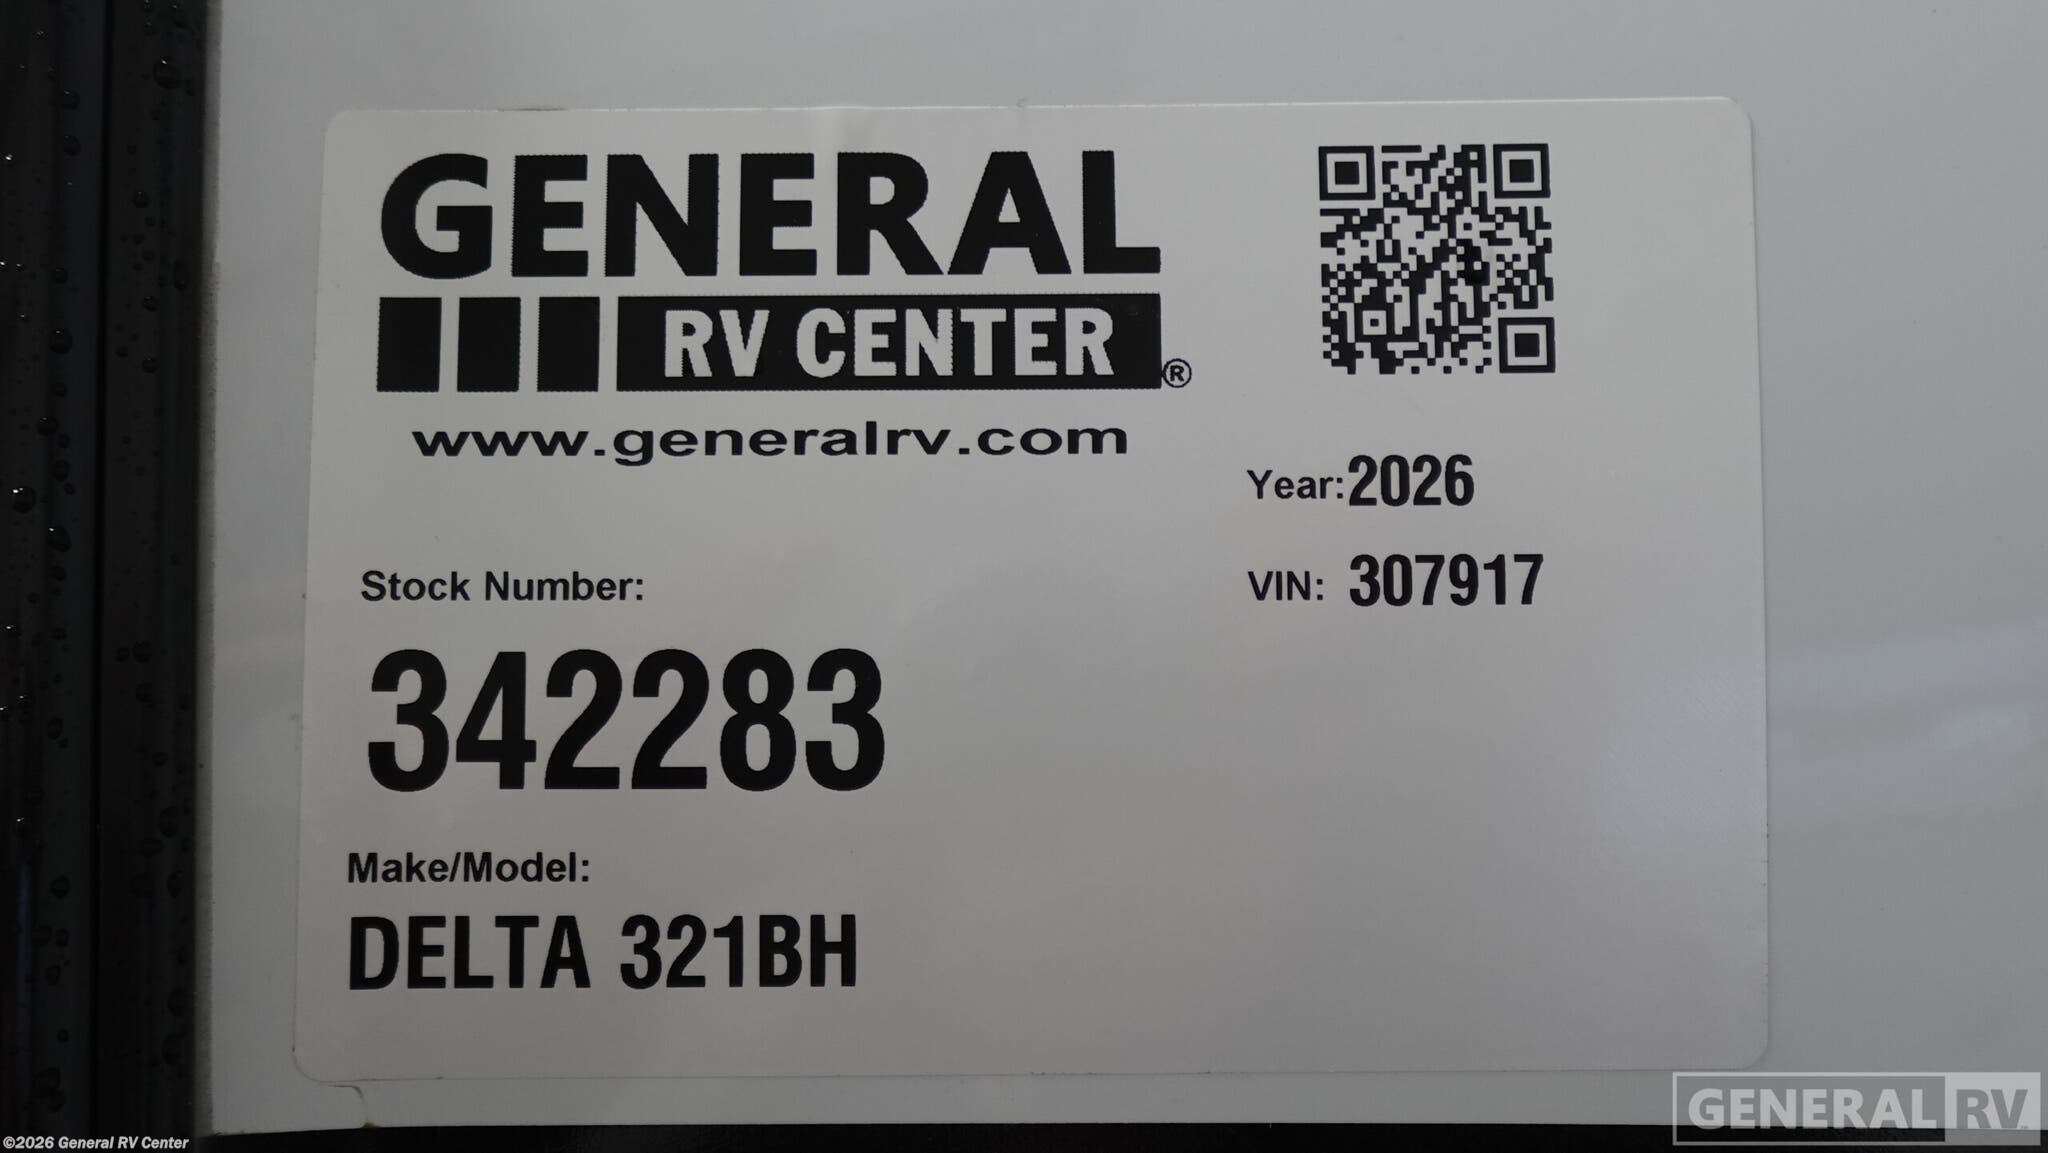 GENERAL
RV CENTER®
www.generalrv.com
Year: 2026
VIN: 307917
Stock Number:
342283
Make/Model:
DELTA 321BH
©2026 General RV Center
GENERAL RV